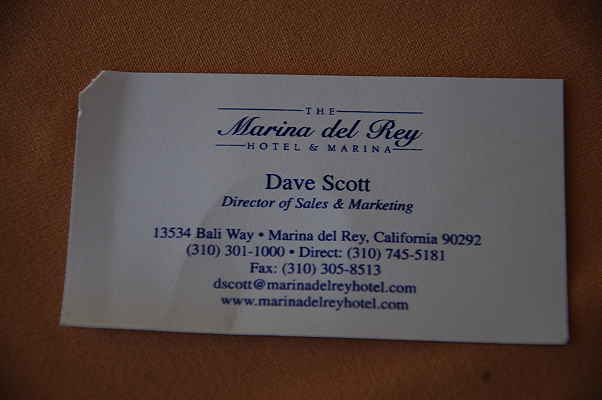 THE
Marina del Rey
HOTEL & MARINA
Dave Scott
Director of Sales & Marketing
13534 Bali Way • Marina del Rey, California 90292
(310) 301-1000 • Direct: (310) 745-5181
Fax: (310) 305-8513
dscott@marinadelreyhotel.com
www.marinadelreyhotel.com